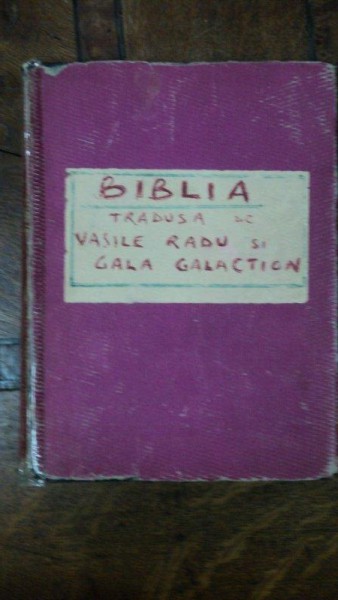 BIBLIA
TRADUSA DE
VASILE RADU SI
GALA GALACTION